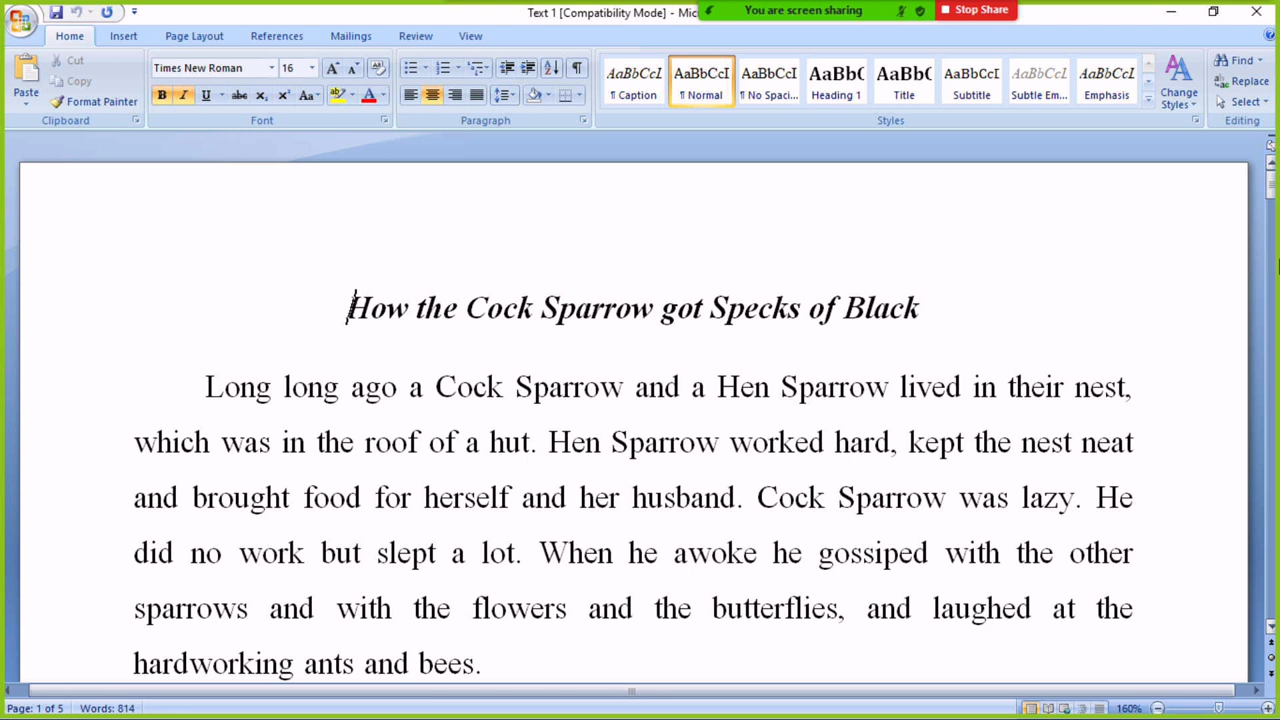 Text 1 [Compatibility Mode] - Mic
You are screen sharing
Stop Share
Home Insert Page Layout References Mailings Review View
Paste
Cut
Copy
Format Painter
Clipboard
Times New Roman 16
Font
Paragraph
AaBbCcI AaBbCcI AaBbCcI AaBbC AaBbC AaBbCcI AaBbCcI AaBbCcI
¶ Caption ¶ Normal ¶ No Spaci... Heading 1 Title Subtitle Subtle Em... Emphasis
Change Styles
Styles
Find
Replace
Select
Editing
How the Cock Sparrow got Specks of Black
Long long ago a Cock Sparrow and a Hen Sparrow lived in their nest,
which was in the roof of a hut. Hen Sparrow worked hard, kept the nest neat
and brought food for herself and her husband. Cock Sparrow was lazy. He
did no work but slept a lot. When he awoke he gossiped with the other
sparrows and with the flowers and the butterflies, and laughed at the
hardworking ants and bees.
Page: 1 of 5 Words: 814
160%